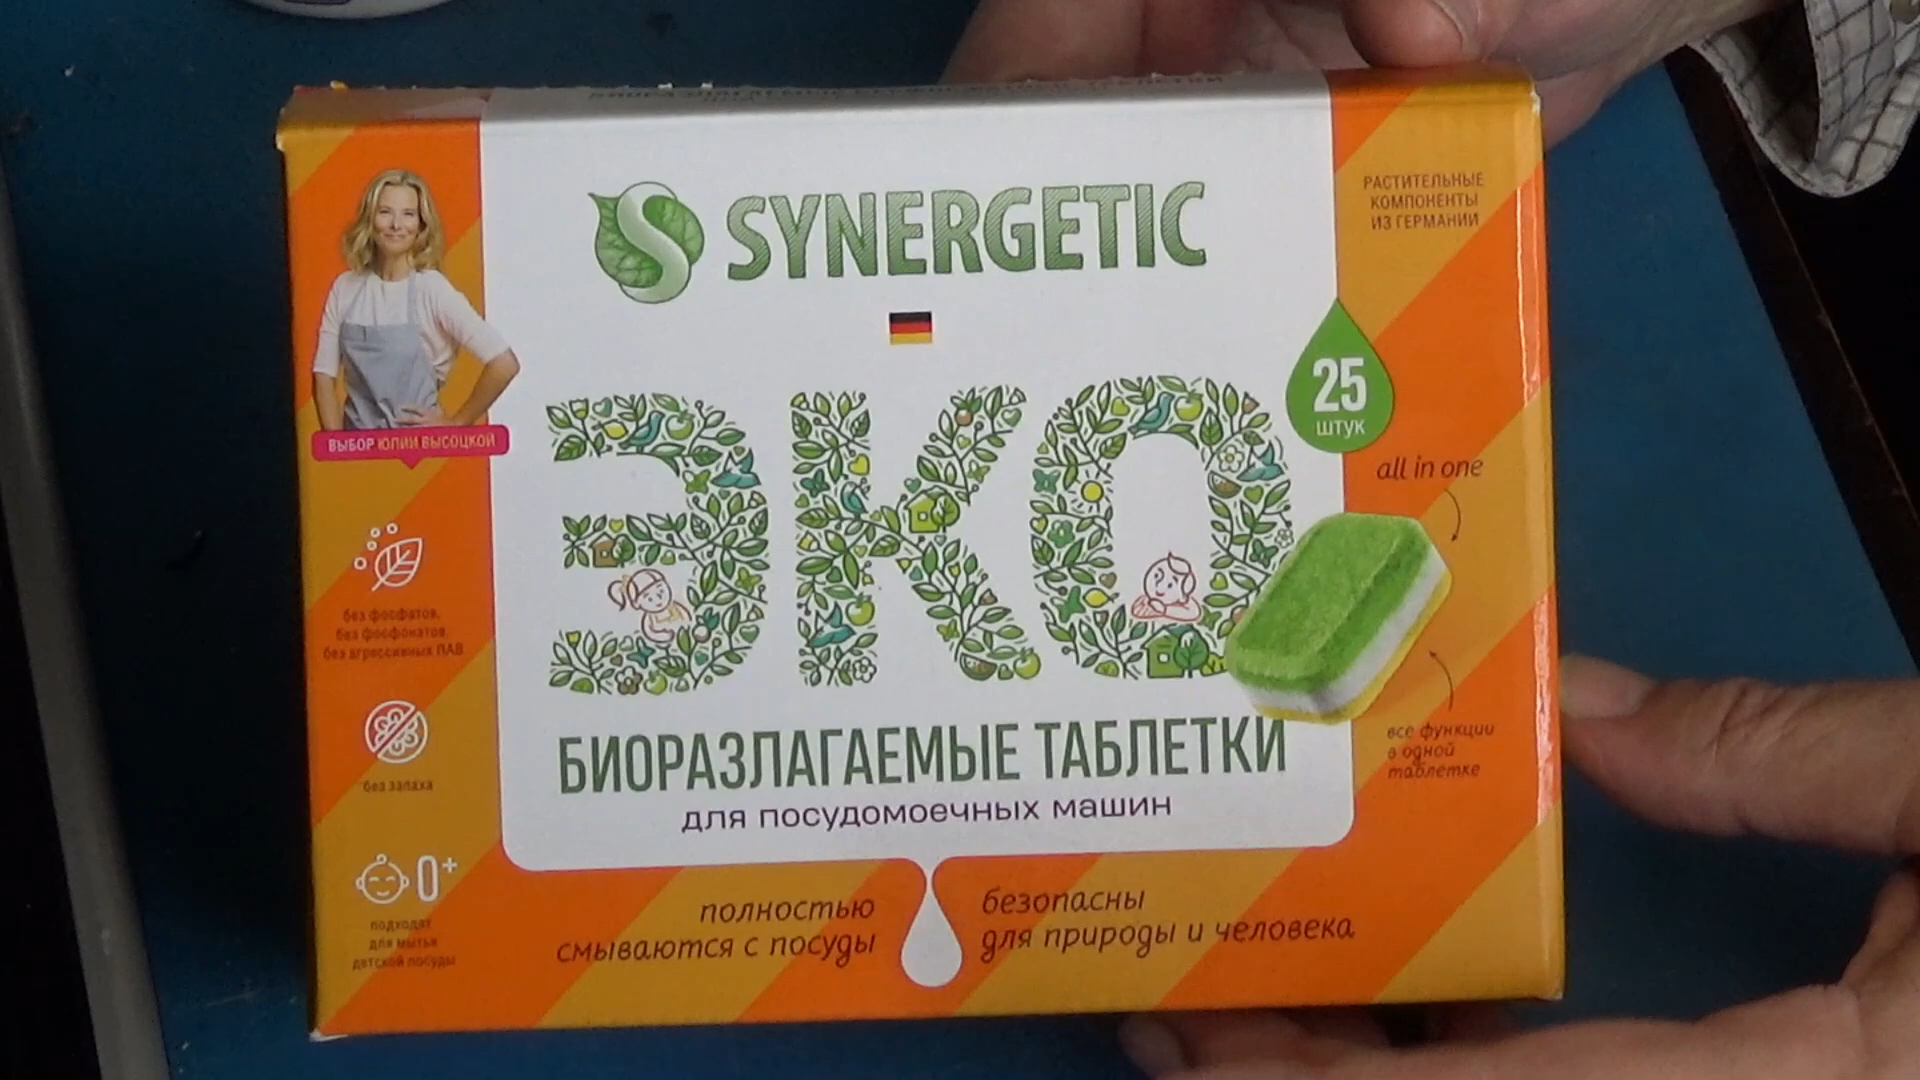 SYNERGETIC
РАСТИТЕЛЬНЫЕ
КОМПОНЕНТЫ
ИЗ ГЕРМАНИИ
25
штук
all in one
ВЫБОР ЮЛИИ ВЫСОЦКОЙ
ЭКО
без фосфатов,
без фосфонатов,
без агрессивных ПАВ
без запаха
БИОРАЗЛАГАЕМЫЕ ТАБЛЕТКИ
для посудомоечных машин
все функции
в одной
таблетке
0+
подходят
для мытья
детской посуды
полностью
смываются с посуды
безопасны
для природы и человека